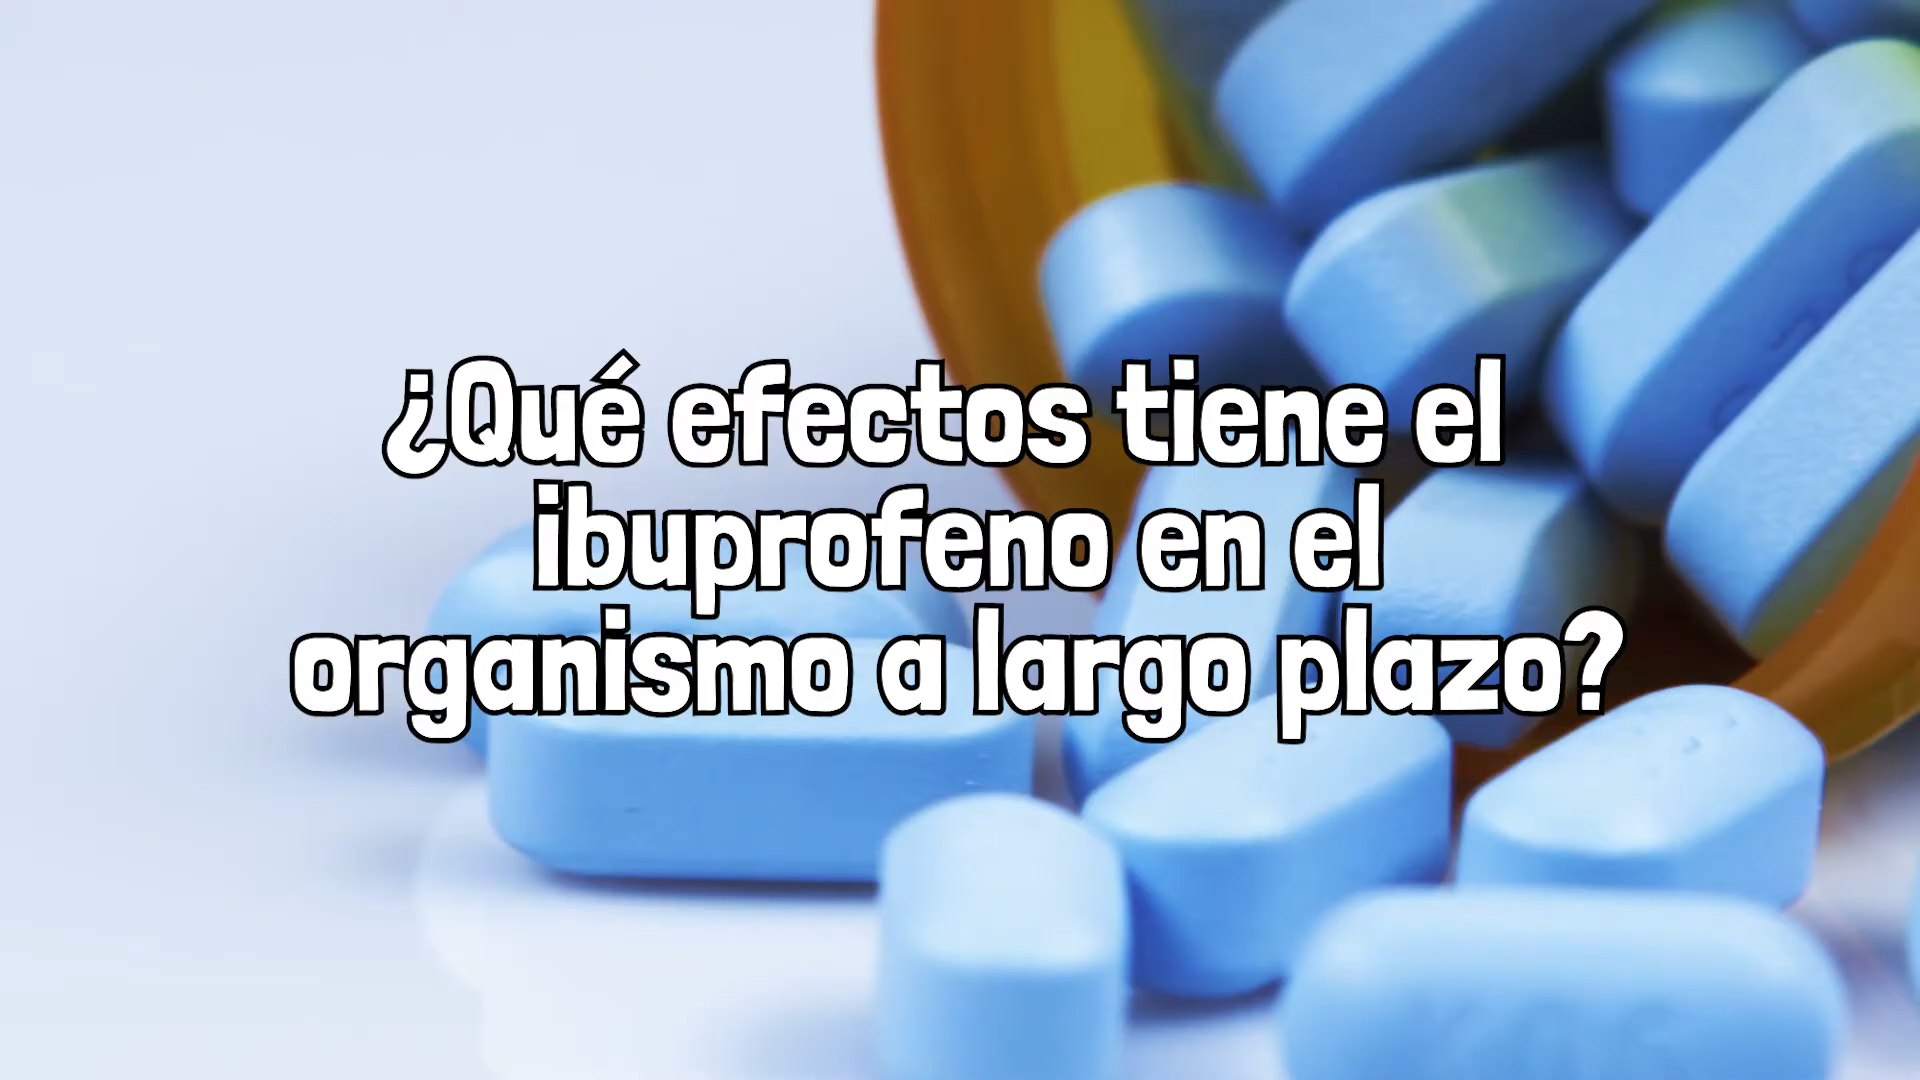 ¿Qué efectos tiene el
ibuprofeno en el
organismo a largo plazo?